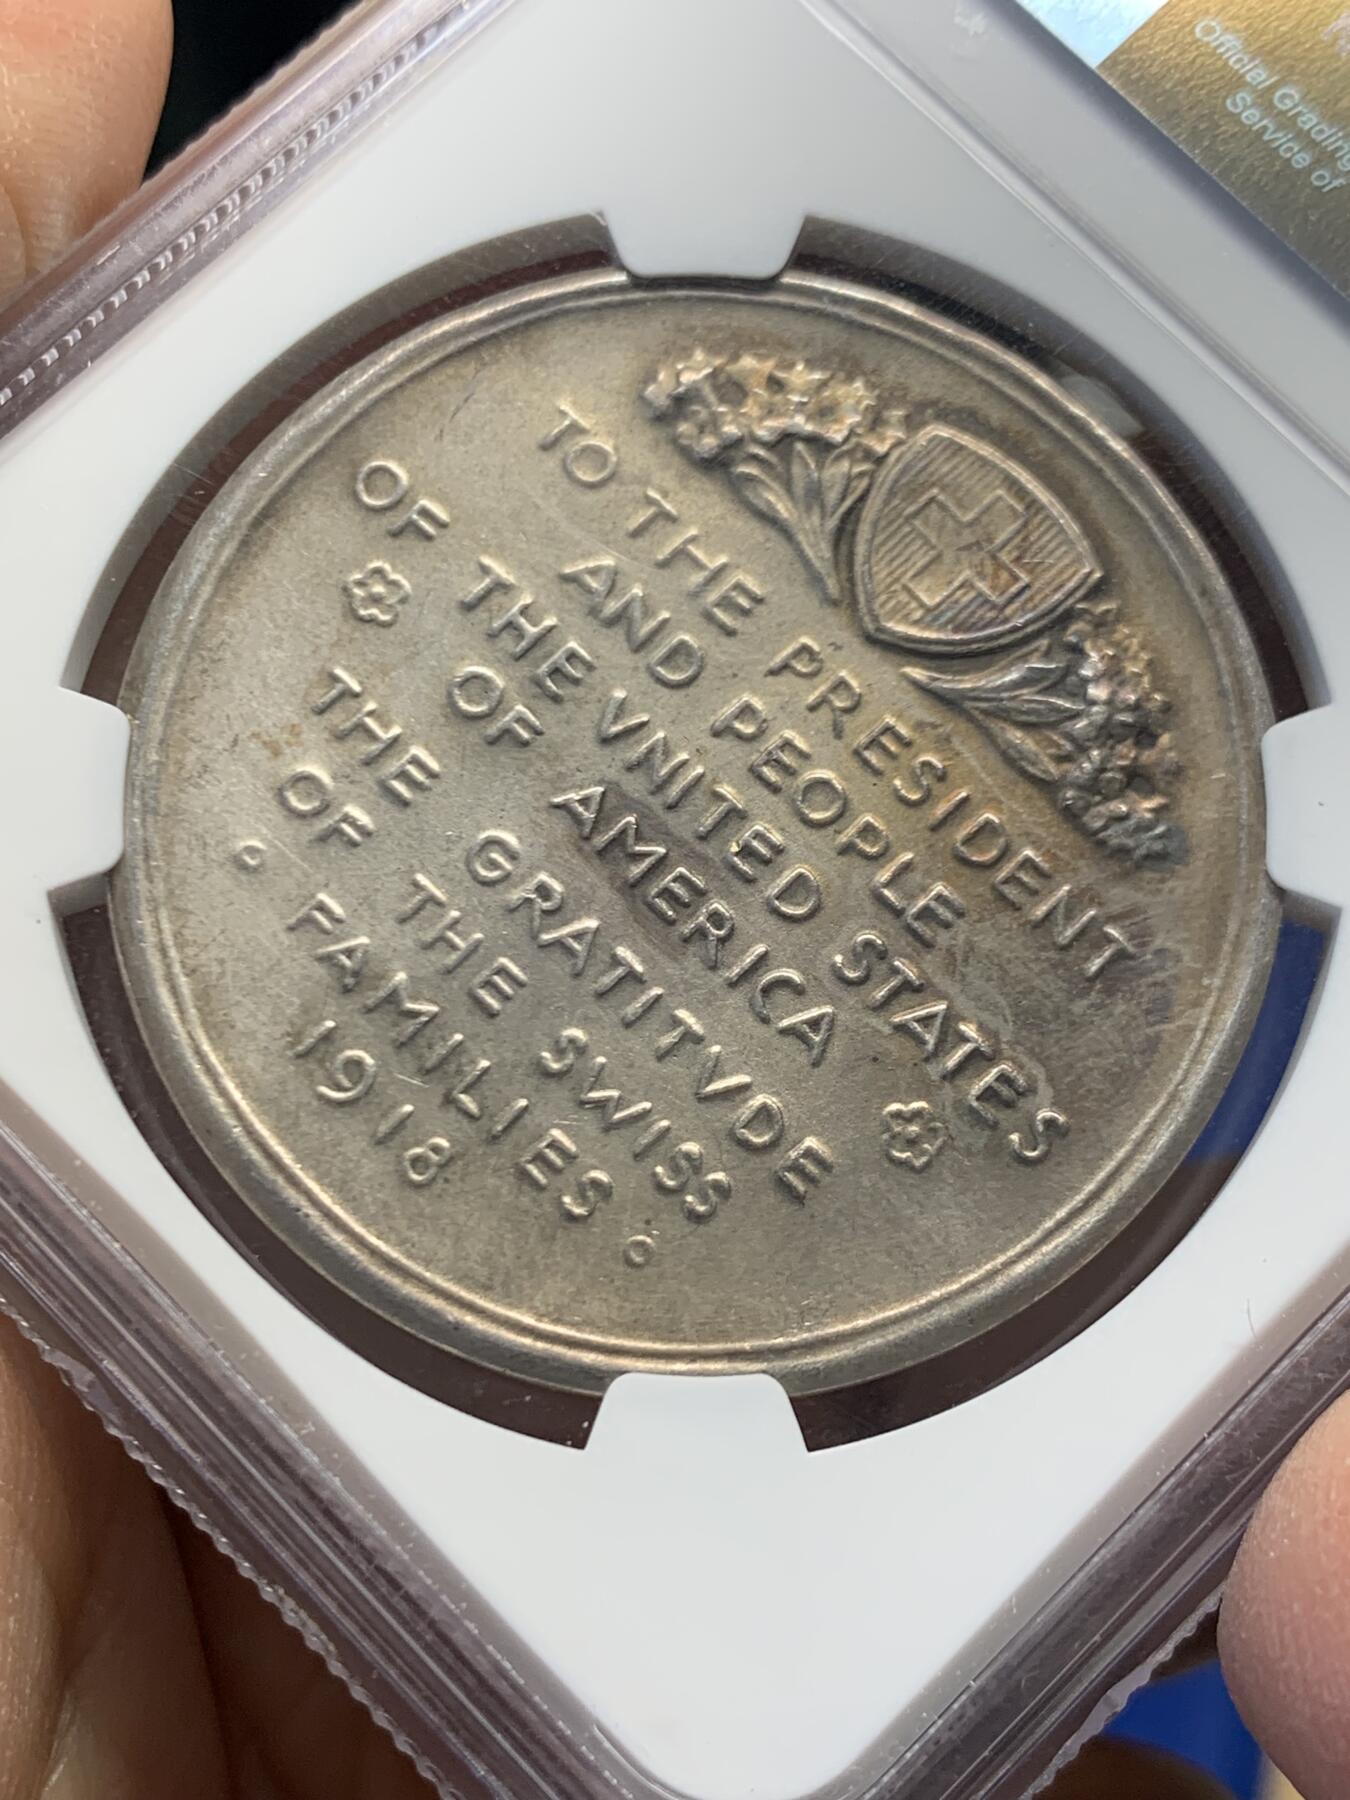 Official Grading
Service of
TO THE PRESIDENT
AND PEOPLE
OF THE VNITED STATES
OF AMERICA
THE GRATITVDE
OF THE SWISS
FAMILIES
1918